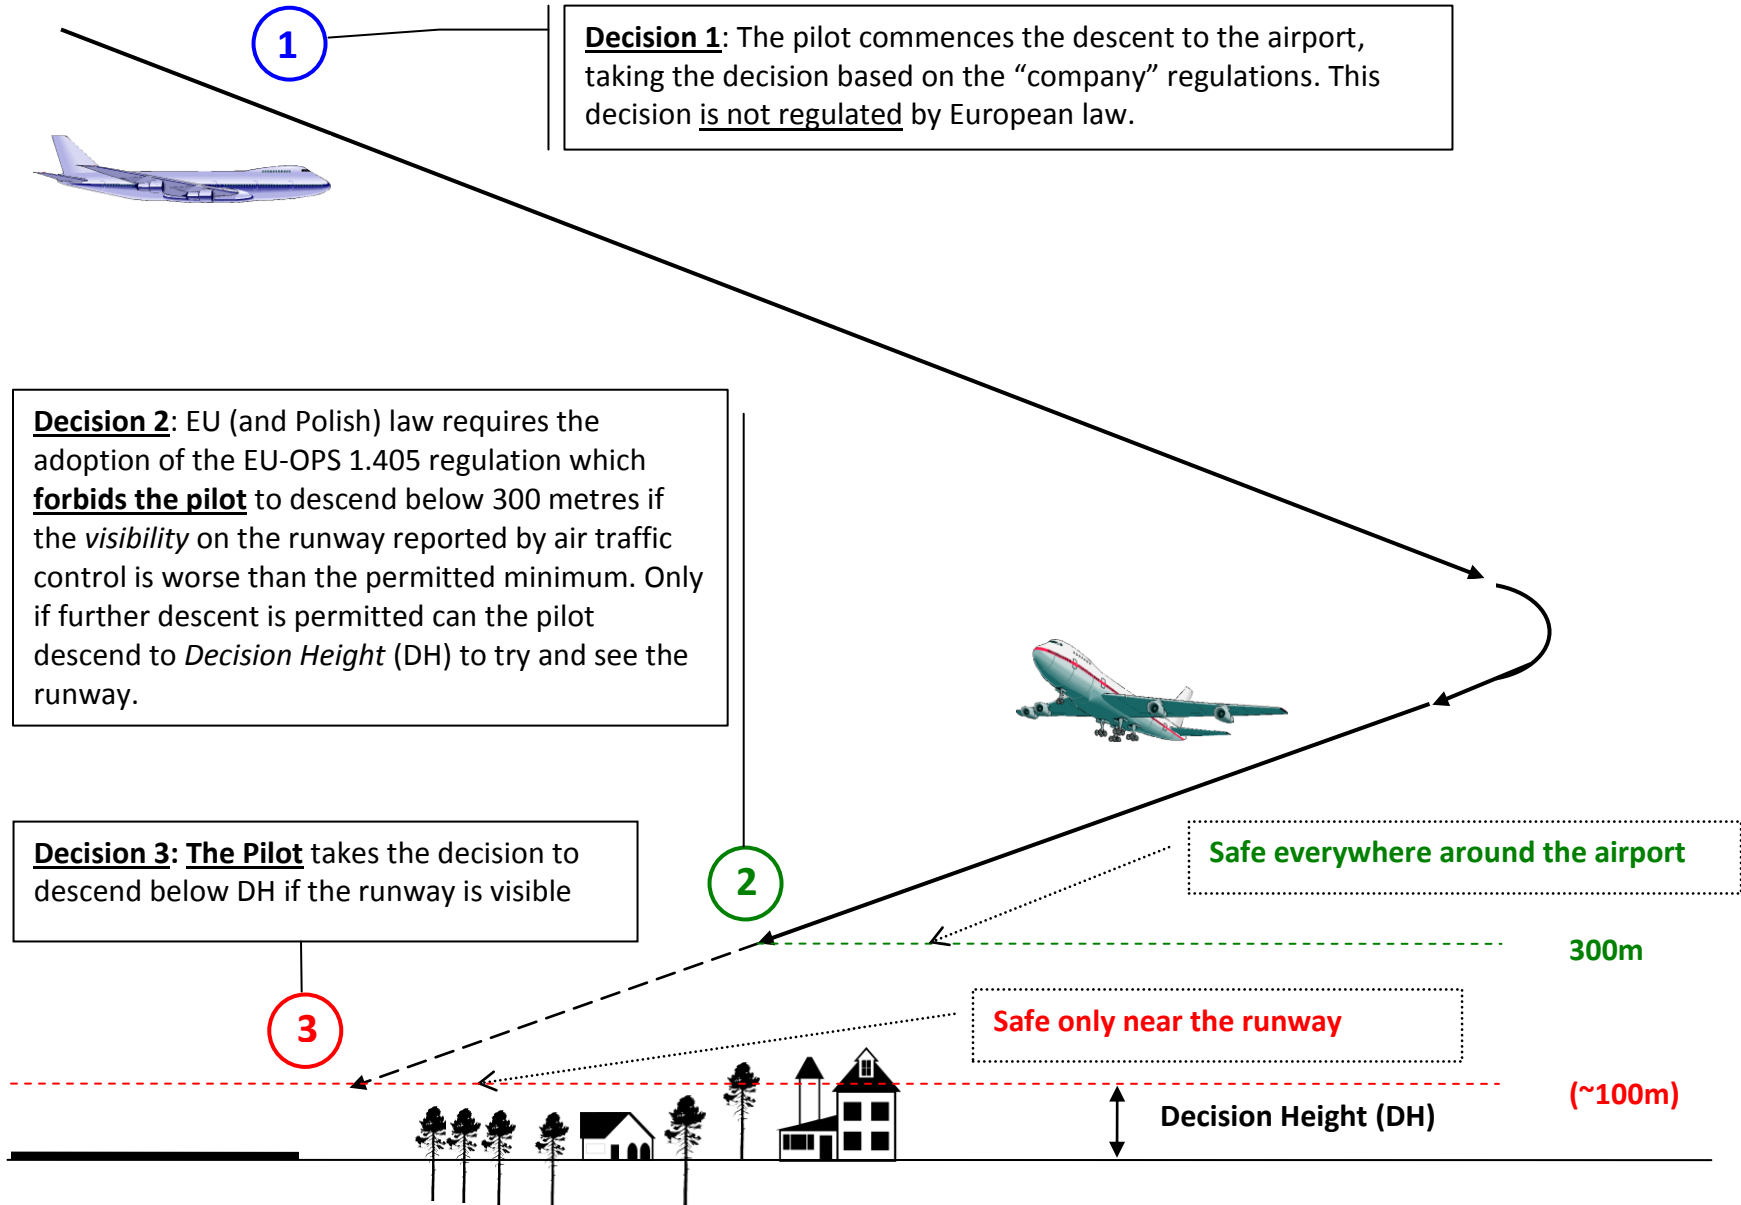 1
Decision 1: The pilot commences the descent to the airport,
taking the decision based on the “company” regulations. This
decision is not regulated by European law.
Decision 2: EU (and Polish) law requires the
adoption of the EU-OPS 1.405 regulation which
forbids the pilot to descend below 300 metres if
the visibility on the runway reported by air traffic
control is worse than the permitted minimum. Only
if further descent is permitted can the pilot
descend to Decision Height (DH) to try and see the
runway.
Decision 3: The Pilot takes the decision to
descend below DH if the runway is visible
2
Safe everywhere around the airport
300m
3
Safe only near the runway
(~100m)
Decision Height (DH)